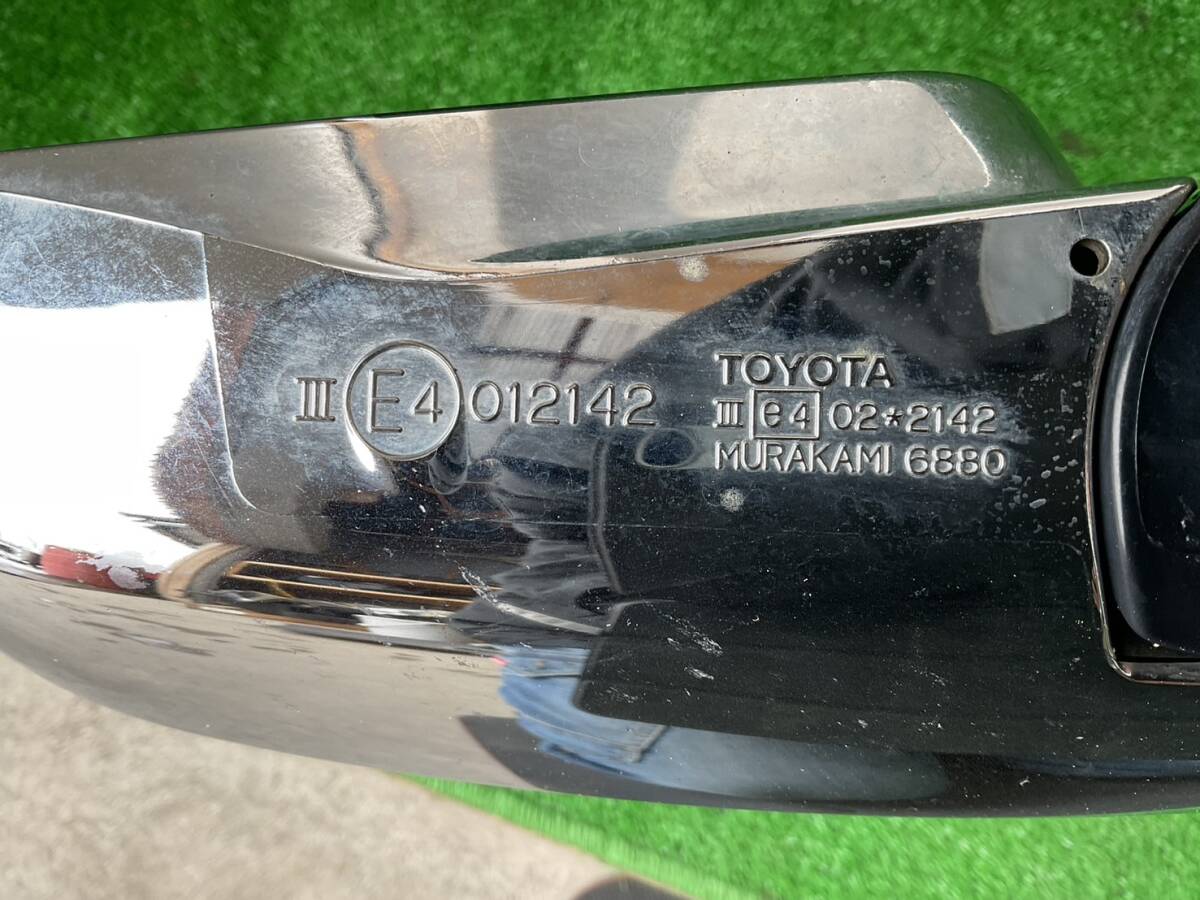 III E4 012142
TOYOTA
III e4 02*2142
MURAKAMI 6880